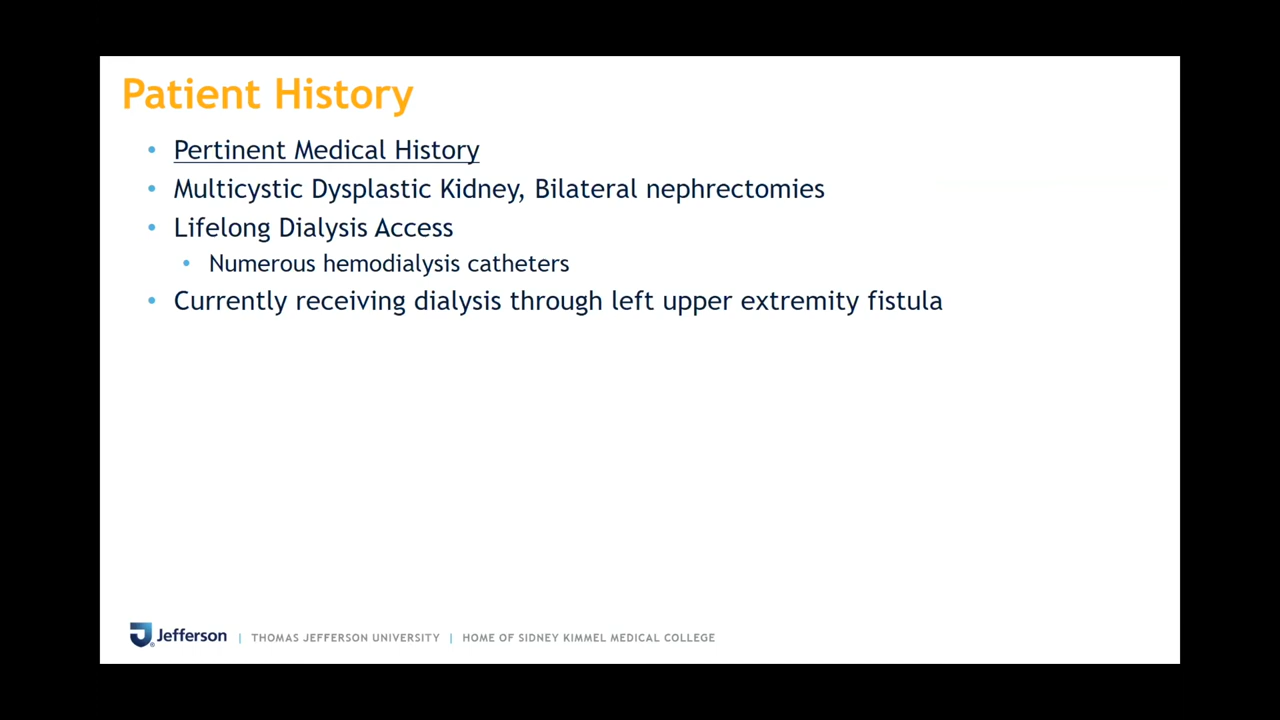 Patient History
• Pertinent Medical History
• Multicystic Dysplastic Kidney, Bilateral nephrectomies
• Lifelong Dialysis Access
• Numerous hemodialysis catheters
• Currently receiving dialysis through left upper extremity fistula
Jefferson | THOMAS JEFFERSON UNIVERSITY | HOME OF SIDNEY KIMMEL MEDICAL COLLEGE